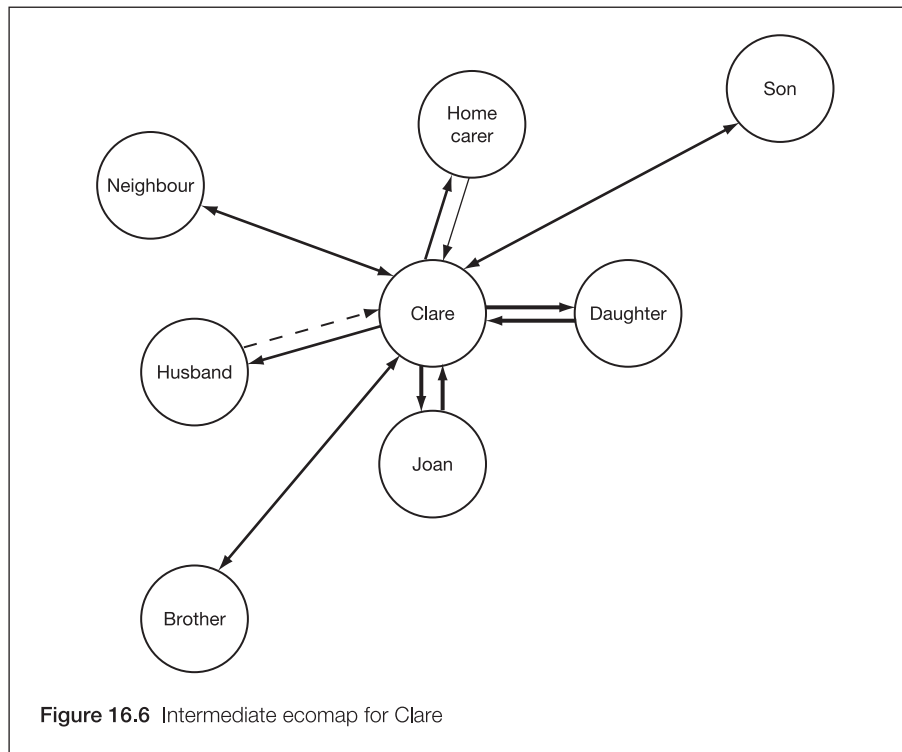 Son
Home
carer
Neighbour
Clare
Daughter
Husband
Joan
Brother
Figure 16.6 Intermediate ecomap for Clare